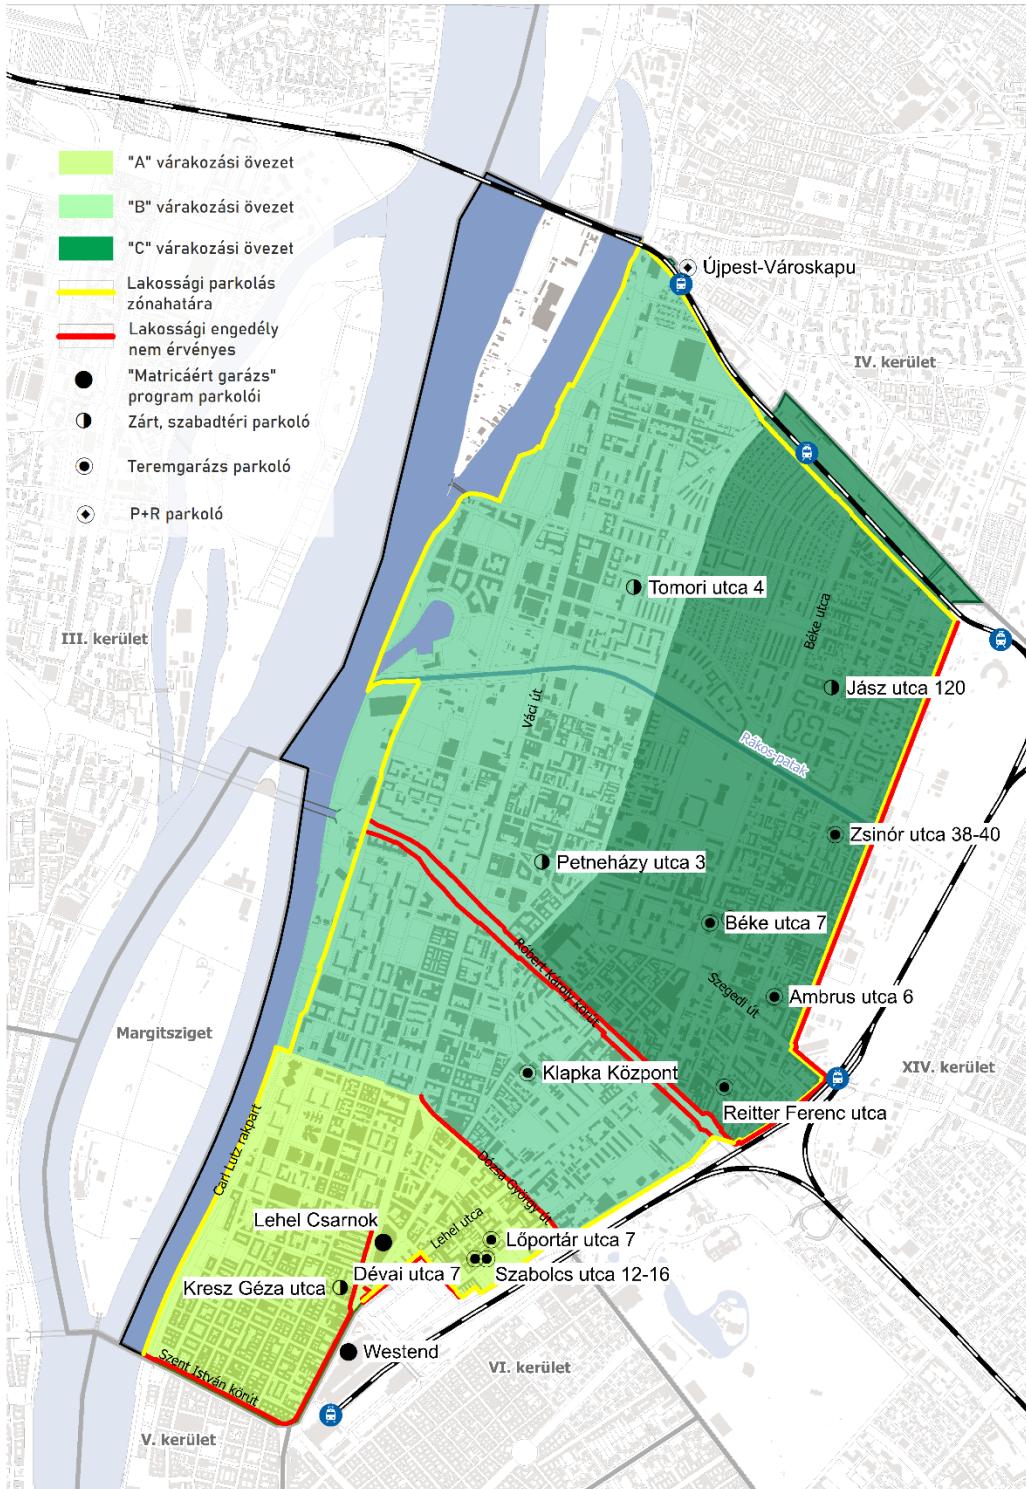 "A" várakozási övezet
"B" várakozási övezet
"C" várakozási övezet
Lakossági parkolás
zónahatára
Lakossági engedély
nem érvényes
"Matricáért garázs"
program parkolói
Zárt, szabadtéri parkoló
Teremgarázs parkoló
P+R parkoló
Újpest-Városkapu
IV. kerület
Tomori utca 4
Béke utca
III. kerület
Jász utca 120
Váci út
Rákos-patak
Zsinór utca 38-40
Petneházy utca 3
Béke utca 7
Róbert Károly körút
Szegedi út
Ambrus utca 6
Margitsziget
XIV. kerület
Klapka Központ
Reitter Ferenc utca
Carl Lutz rakpart
Dózsa György út
Lehel Csarnok
Lehel utca
Lőportár utca 7
Dévai utca 7
Szabolcs utca 12-16
Kresz Géza utca
Westend
Szent István körút
VI. kerület
V. kerület